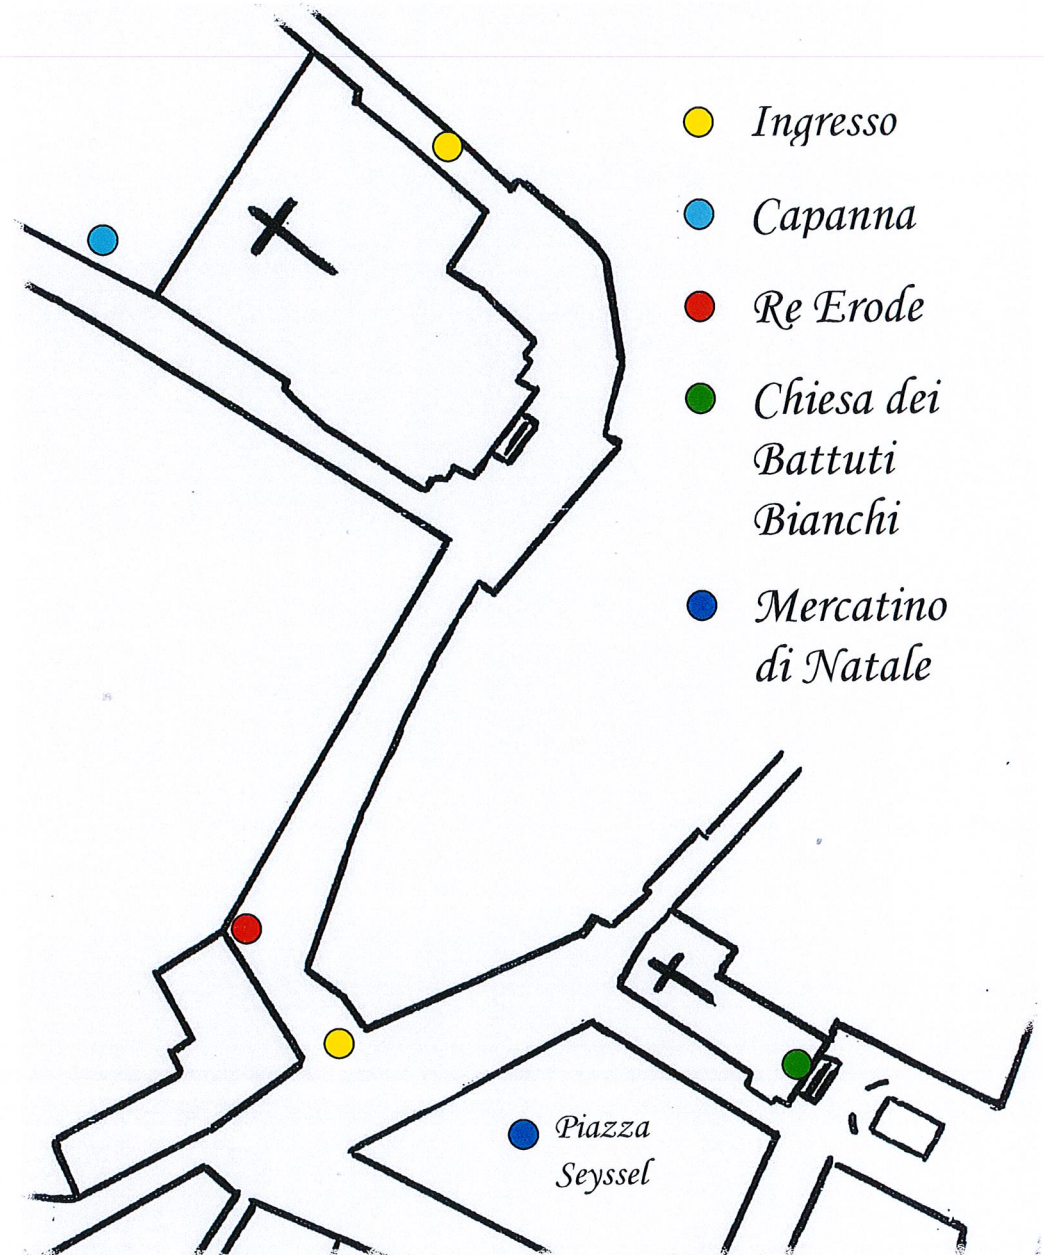 Ingresso
Capanna
Re Erode
Chiesa dei
Battuti
Bianchi
Mercatino
di Natale
Piazza
Seyssel